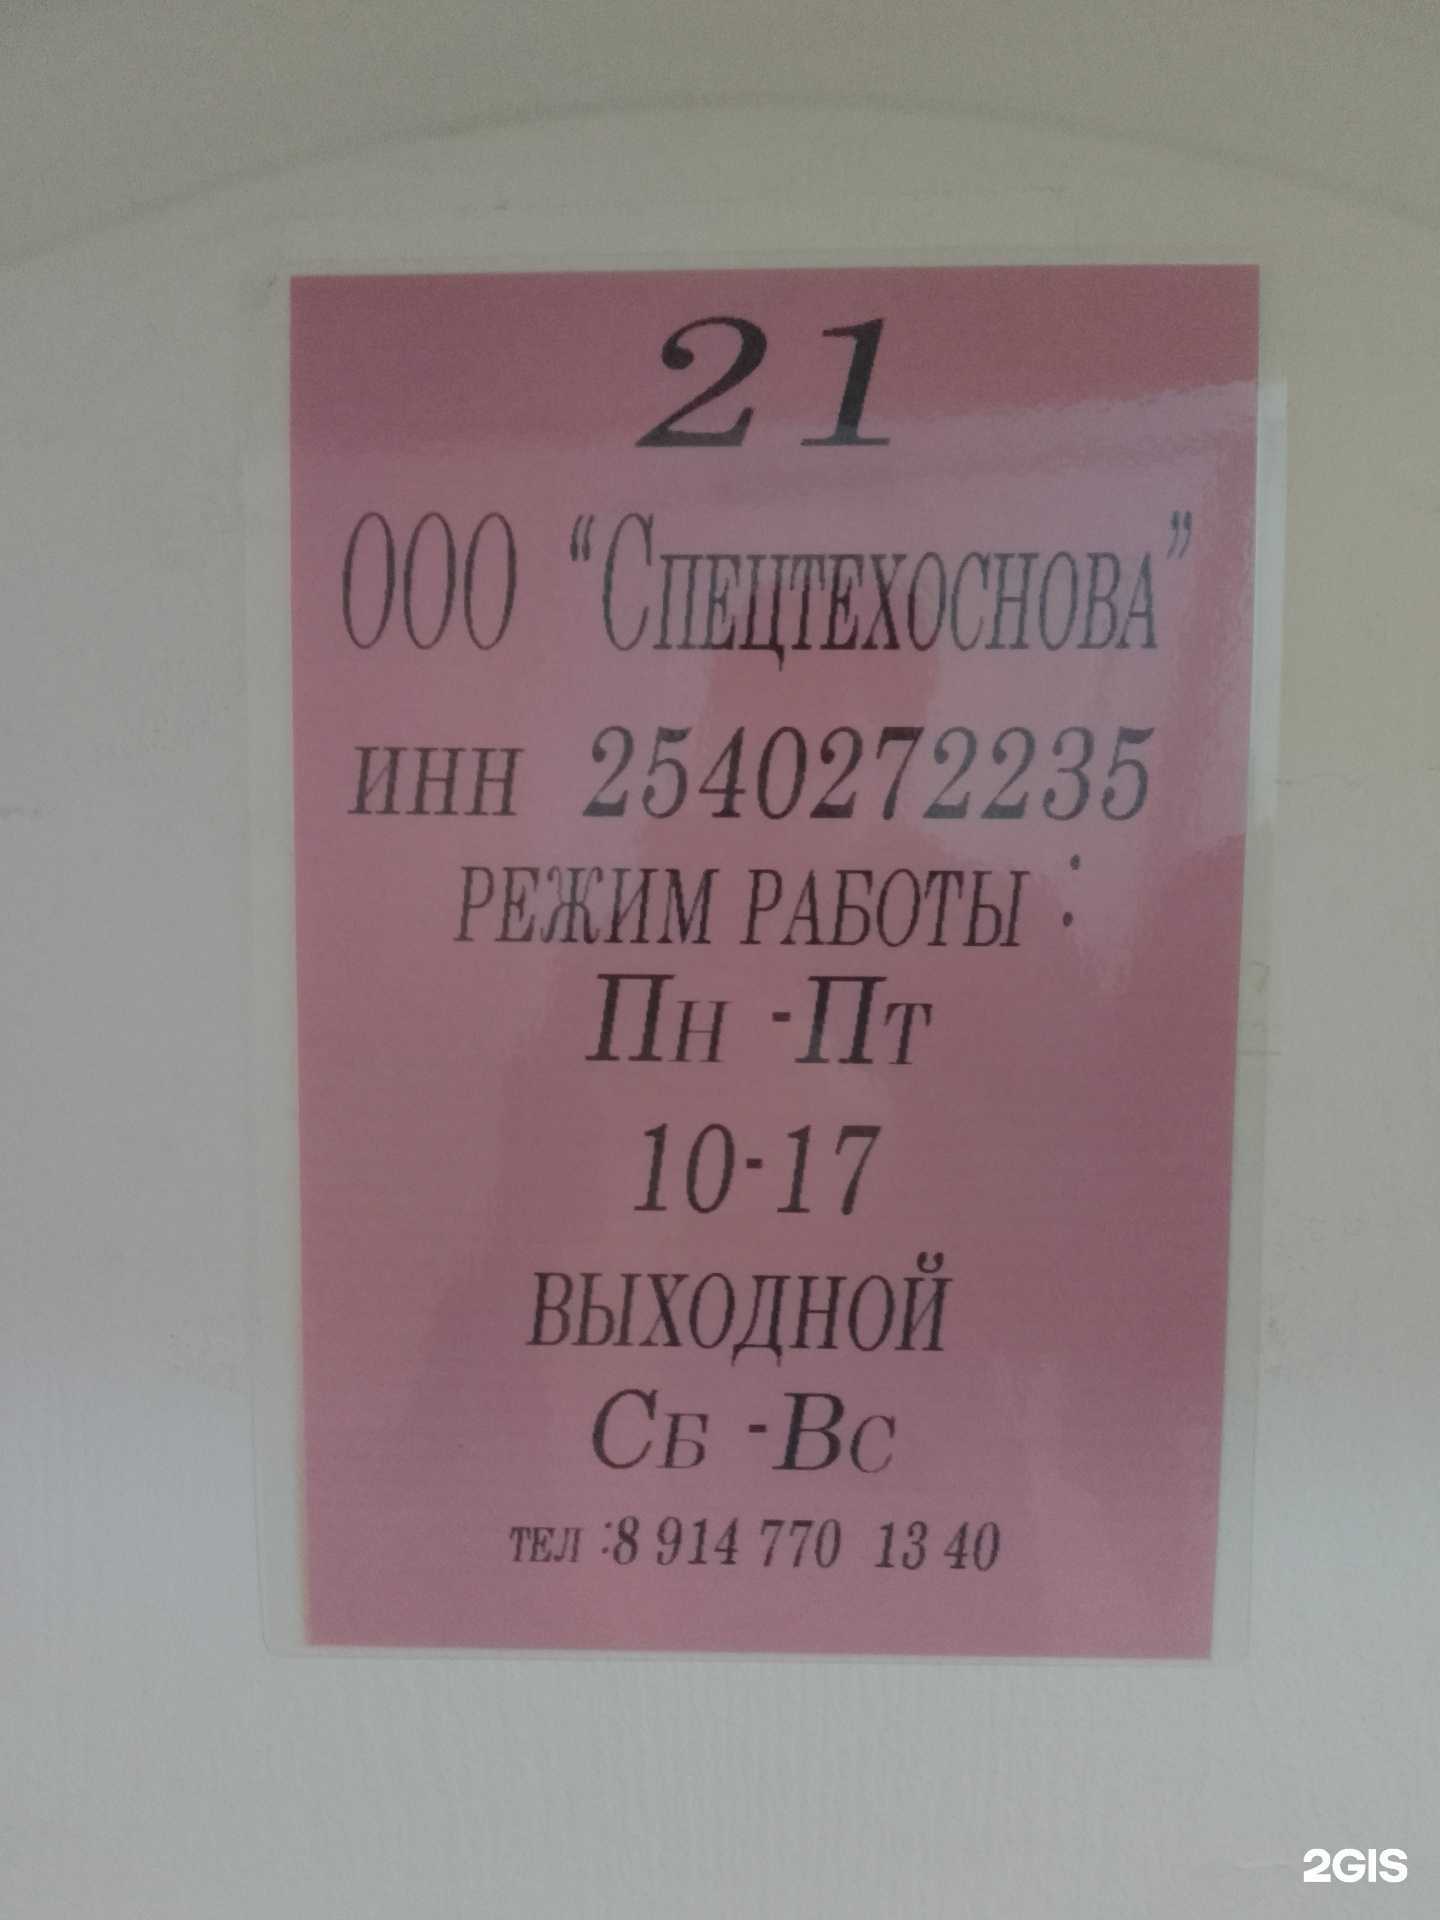 21
ООО “Спецтехоснова”
ИНН 2540272235
РЕЖИМ РАБОТЫ :
Пн -Пт
10-17
ВЫХОДНОЙ
Сб -Вс
ТЕЛ :8 914 770 13 40
2GIS